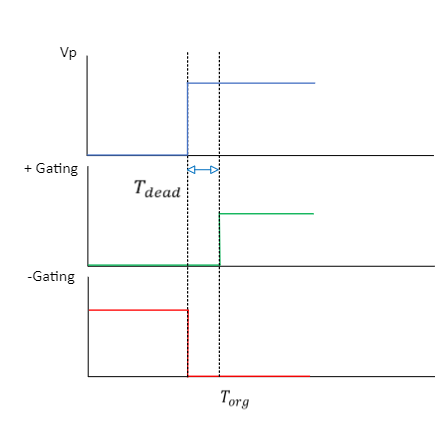 Vp
+ Gating
T_dead
-Gating
T_org